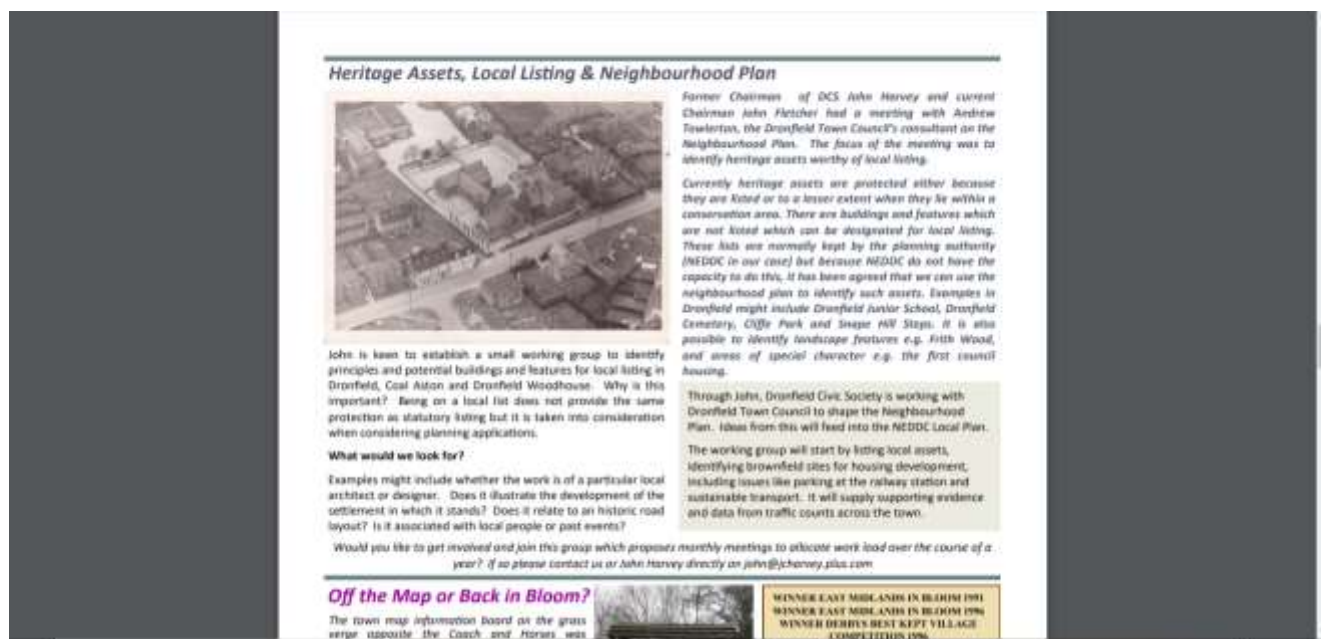 Heritage Assets, Local Listing & Neighbourhood Plan
Former Chairman of DCS John Harvey and current
Chairman John Fletcher had a meeting with Andrew
Towlerton, the Dronfield Town Council's consultant on the
Neighbourhood Plan. The focus of the meeting was to
identify heritage assets worthy of local listing.
Currently heritage assets are protected either because
they are listed or to a lesser extent when they lie within a
conservation area. There are buildings and features which
are not listed which can be designated for local listing.
These lists are normally kept by the planning authority
(NEDDC in our case) but because NEDDC do not have the
capacity to do this, it has been agreed that we can use the
neighbourhood plan to identify such assets. Examples in
Dronfield might include Dronfield Junior School, Dronfield
Cemetery, Cliffe Park and Snape Hill Steps. It is also
possible to identify landscape features e.g. Frith Wood,
and areas of special character e.g. the first council
housing.
John is keen to establish a small working group to identify
principles and potential buildings and features for local listing in
Dronfield, Coal Aston and Dronfield Woodhouse. Why is this
important? Being on a local list does not provide the same
protection as statutory listing but it is taken into consideration
when considering planning applications.
What would we look for?
Examples might include whether the work is of a particular local
architect or designer. Does it illustrate the development of the
settlement in which it stands? Does it relate to an historic road
layout? Is it associated with local people or past events?
Through John, Dronfield Civic Society is working with
Dronfield Town Council to shape the Neighbourhood
Plan. Ideas from this will feed into the NEDDC Local Plan.
The working group will start by listing local assets,
identifying brownfield sites for housing development,
including issues like parking at the railway station and
sustainable transport. It will supply supporting evidence
and data from traffic counts across the town.
Would you like to get involved and join this group which proposes monthly meetings to allocate work load over the course of a
year? If so please contact us or John Harvey directly on john@jcharvey.plus.com
Off the Map or Back in Bloom?
The town map information board on the grass
verge opposite the Coach and Horses was
WINNER EAST MIDLANDS IN BLOOM 1991
WINNER EAST MIDLANDS IN BLOOM 1996
WINNER DERBYS BEST KEPT VILLAGE
COMPETITION 1996